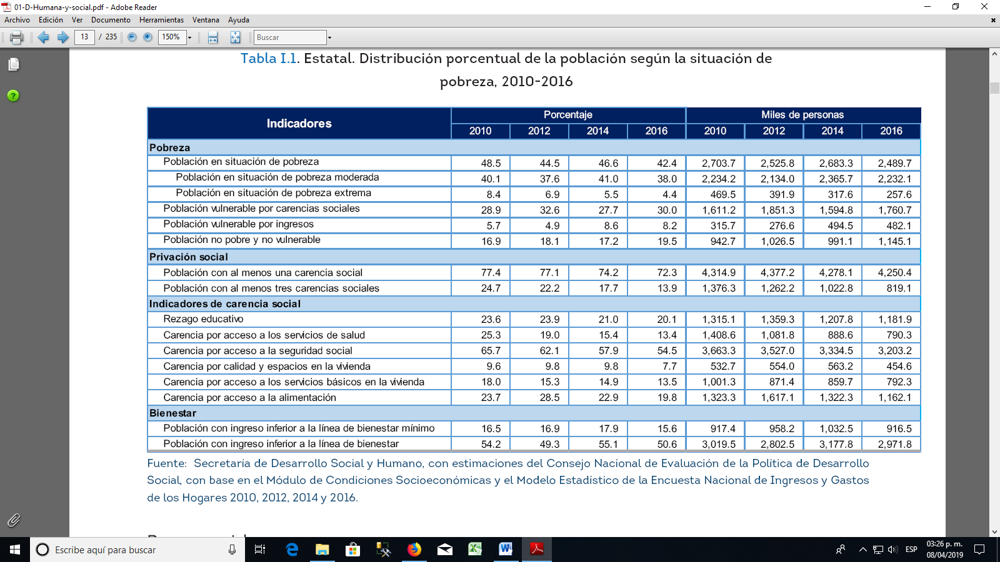 01-D-Humana-y-social.pdf - Adobe Reader
Archivo Edición Ver Documento Herramientas Ventana Ayuda
13 / 235 150% Buscar
Tabla I.1. Estatal. Distribución porcentual de la población según la situación de
pobreza, 2010-2016
Indicadores Porcentaje Miles de personas
2010 2012 2014 2016 2010 2012 2014 2016
Pobreza
Población en situación de pobreza 48.5 44.5 46.6 42.4 2,703.7 2,525.8 2,683.3 2,489.7
Población en situación de pobreza moderada 40.1 37.6 41.0 38.0 2,234.2 2,134.0 2,365.7 2,232.1
Población en situación de pobreza extrema 8.4 6.9 5.5 4.4 469.5 391.9 317.6 257.6
Población vulnerable por carencias sociales 28.9 32.6 27.7 30.0 1,611.2 1,851.3 1,594.8 1,760.7
Población vulnerable por ingresos 5.7 4.9 8.6 8.2 315.7 276.6 494.5 482.1
Población no pobre y no vulnerable 16.9 18.1 17.2 19.5 942.7 1,026.5 991.1 1,145.1
Privación social
Población con al menos una carencia social 77.4 77.1 74.2 72.3 4,314.9 4,377.2 4,278.1 4,250.4
Población con al menos tres carencias sociales 24.7 22.2 17.7 13.9 1,376.3 1,262.2 1,022.8 819.1
Indicadores de carencia social
Rezago educativo 23.6 23.9 21.0 20.1 1,315.1 1,359.3 1,207.8 1,181.9
Carencia por acceso a los servicios de salud 25.3 19.0 15.4 13.4 1,408.6 1,081.8 888.6 790.3
Carencia por acceso a la seguridad social 65.7 62.1 57.9 54.5 3,663.3 3,527.0 3,334.5 3,203.2
Carencia por calidad y espacios en la vivienda 9.6 9.8 9.8 7.7 532.7 554.0 563.2 454.6
Carencia por acceso a los servicios básicos en la vivienda 18.0 15.3 14.9 13.5 1,001.3 871.4 859.7 792.3
Carencia por acceso a la alimentación 23.7 28.5 22.9 19.8 1,323.3 1,617.1 1,322.3 1,162.1
Bienestar
Población con ingreso inferior a la línea de bienestar mínimo 16.5 16.9 17.9 15.6 917.4 958.2 1,032.5 916.5
Población con ingreso inferior a la línea de bienestar 54.2 49.3 55.1 50.6 3,019.5 2,802.5 3,177.8 2,971.8
Fuente: Secretaría de Desarrollo Social y Humano, con estimaciones del Consejo Nacional de Evaluación de la Política de Desarrollo
Social, con base en el Módulo de Condiciones Socioeconómicas y el Modelo Estadístico de la Encuesta Nacional de Ingresos y Gastos
de los Hogares 2010, 2012, 2014 y 2016.
Escribe aquí para buscar
ESP
03:26 p. m.
08/04/2019